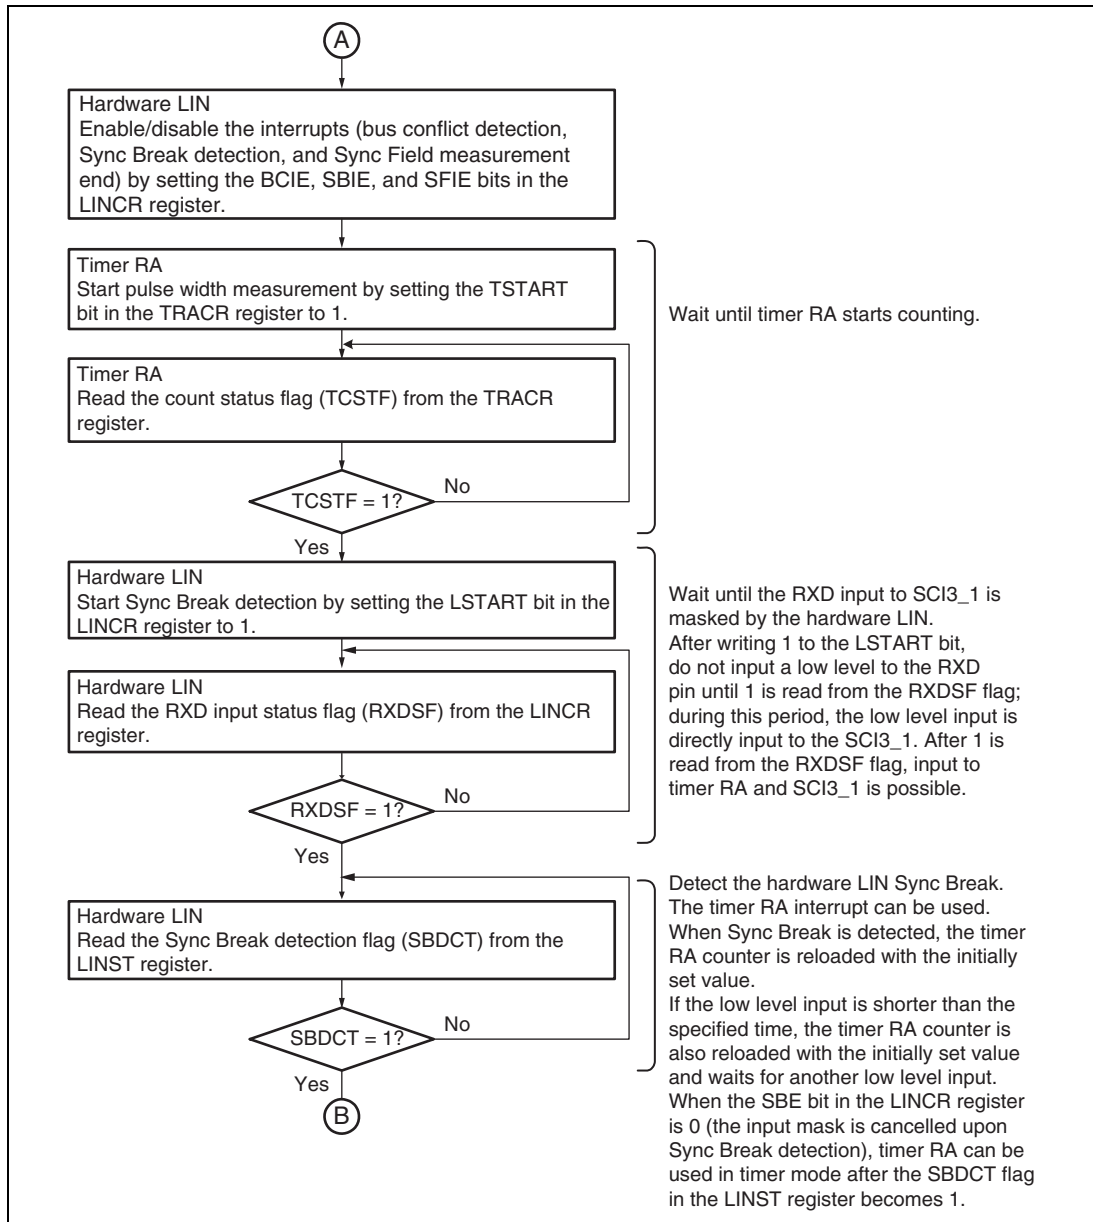 A
Hardware LIN
Enable/disable the interrupts (bus conflict detection,
Sync Break detection, and Sync Field measurement
end) by setting the BCIE, SBIE, and SFIE bits in the
LINCR register.
Timer RA
Start pulse width measurement by setting the TSTART
bit in the TRACR register to 1.
Wait until timer RA starts counting.
Timer RA
Read the count status flag (TCSTF) from the TRACR
register.
TCSTF = 1?
No
Yes
Hardware LIN
Start Sync Break detection by setting the LSTART bit in the
LINCR register to 1.
Hardware LIN
Read the RXD input status flag (RXDSF) from the LINCR
register.
RXDSF = 1?
No
Yes
Wait until the RXD input to SCI3_1 is
masked by the hardware LIN.
After writing 1 to the LSTART bit,
do not input a low level to the RXD
pin until 1 is read from the RXDSF flag;
during this period, the low level input is
directly input to the SCI3_1. After 1 is
read from the RXDSF flag, input to
timer RA and SCI3_1 is possible.
Hardware LIN
Read the Sync Break detection flag (SBDCT) from the
LINST register.
SBDCT = 1?
No
Yes
B
Detect the hardware LIN Sync Break.
The timer RA interrupt can be used.
When Sync Break is detected, the timer
RA counter is reloaded with the initially
set value.
If the low level input is shorter than the
specified time, the timer RA counter is
also reloaded with the initially set value
and waits for another low level input.
When the SBE bit in the LINCR register
is 0 (the input mask is cancelled upon
Sync Break detection), timer RA can be
used in timer mode after the SBDCT flag
in the LINST register becomes 1.